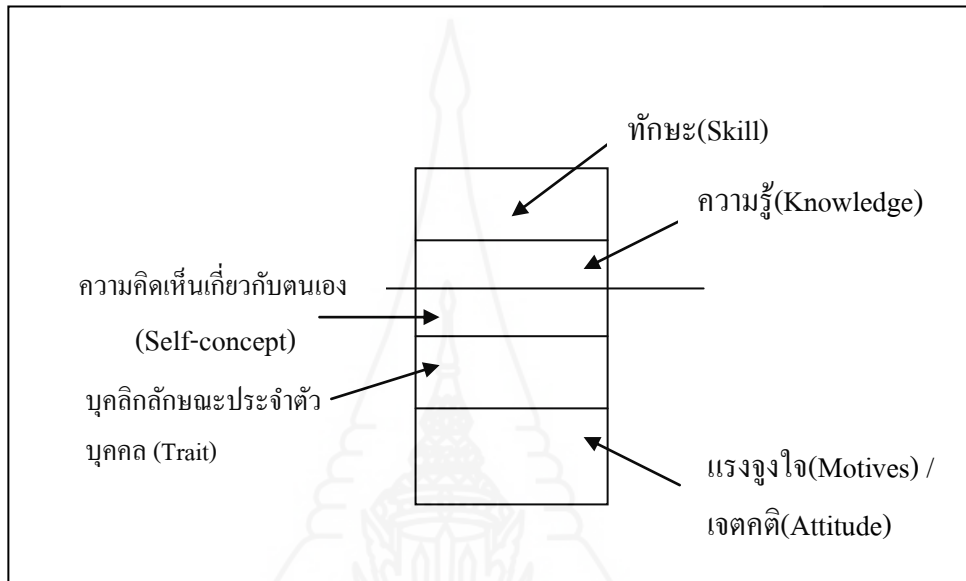 ทักษะ(Skill)
ความรู้(Knowledge)
ความคิดเห็นเกี่ยวกับตนเอง
(Self-concept)
บุคลิกลักษณะประจำตัว
บุคคล (Trait)
แรงจูงใจ(Motives) /
เจตคติ(Attitude)